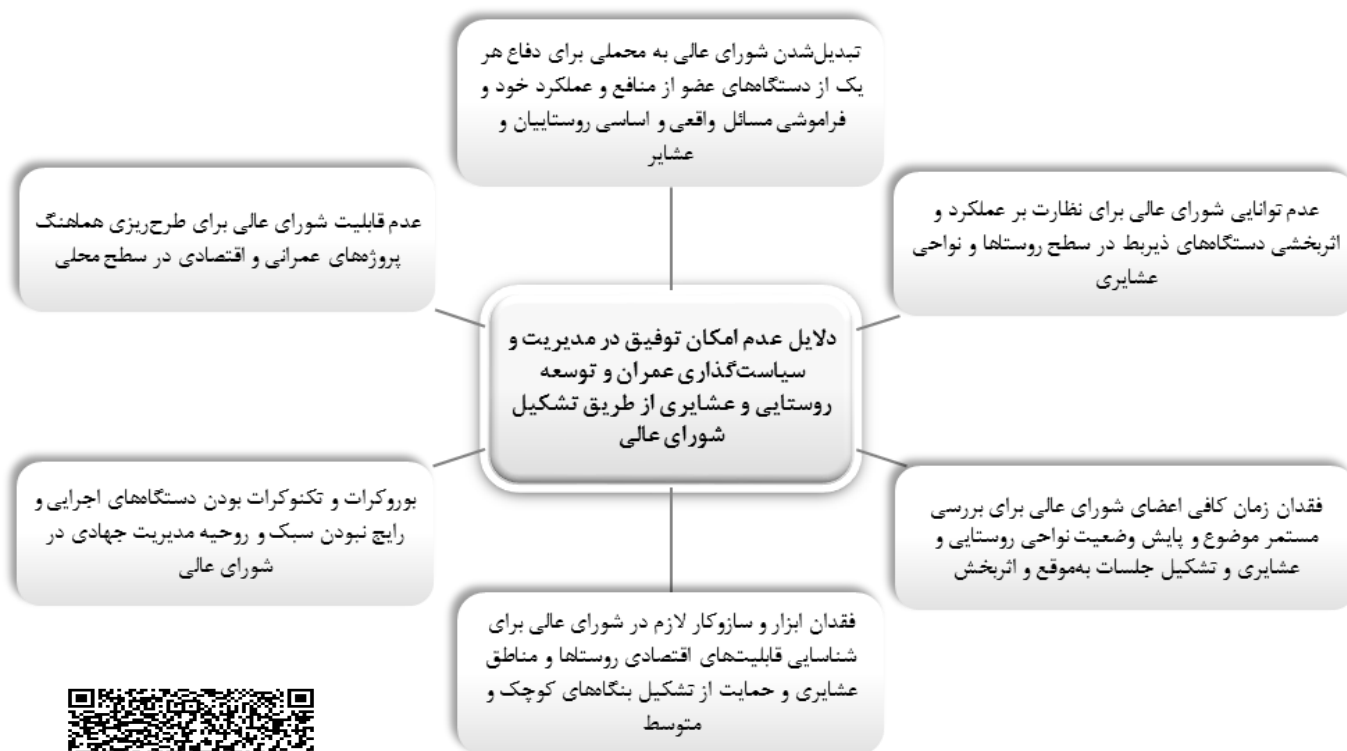 تبدیل‌شدن شورای عالی به محملی برای دفاع هر
یک از دستگاه‌های عضو از منافع و عملکرد خود و
فراموشی مسائل واقعی و اساسی روستاییان و
عشایر
عدم توانایی شورای عالی برای نظارت بر عملکرد و
اثربخشی دستگاه‌های ذیربط در سطح روستاها و نواحی
عشایری
عدم قابلیت شورای عالی برای طرح‌ریزی هماهنگ
پروژه‌های عمرانی و اقتصادی در سطح محلی
دلایل عدم امکان توفیق در مدیریت و
سیاست‌گذاری عمران و توسعه
روستایی و عشایری از طریق تشکیل
شورای عالی
فقدان زمان کافی اعضای شورای عالی برای بررسی
مستمر موضوع و پایش وضعیت نواحی روستایی و
عشایری و تشکیل جلسات به‌موقع و اثربخش
بوروکرات و تکنوکرات بودن دستگاه‌های اجرایی و
رایج نبودن سبک و روحیه مدیریت جهادی در
شورای عالی
فقدان ابزار و سازوکار لازم در شورای عالی برای
شناسایی قابلیت‌های اقتصادی روستاها و مناطق
عشایری و حمایت از تشکیل بنگاه‌های کوچک و
متوسط